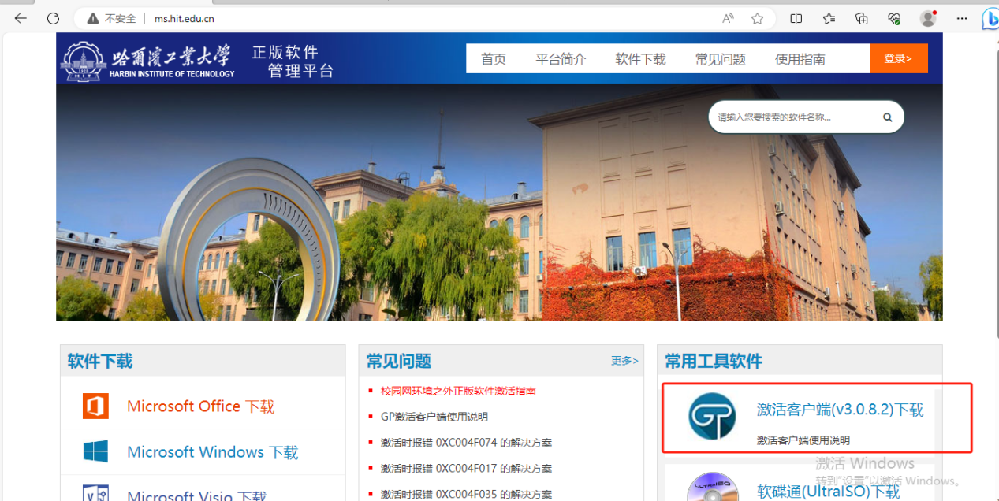 不安全 ms.hit.edu.cn
哈爾濱工業大學
HARBIN INSTITUTE OF TECHNOLOGY
正版软件
管理平台
首页 平台简介 软件下载 常见问题 使用指南 登录>
请输入您要搜索的软件名称...
软件下载
Microsoft Office 下载
Microsoft Windows 下载
Microsoft Visio 下载
常见问题 更多>
校园网环境之外正版软件激活指南
GP激活客户端使用说明
激活时报错 0XC004F074 的解决方案
激活时报错 0XC004F017 的解决方案
激活时报错 0XC004F035 的解决方案
常用工具软件
GP
激活客户端(v3.0.8.2)下载
激活客户端使用说明
激活 Windows
转到"设置"以激活 Windows。
ULTRAISO
软碟通(UltraISO)下载